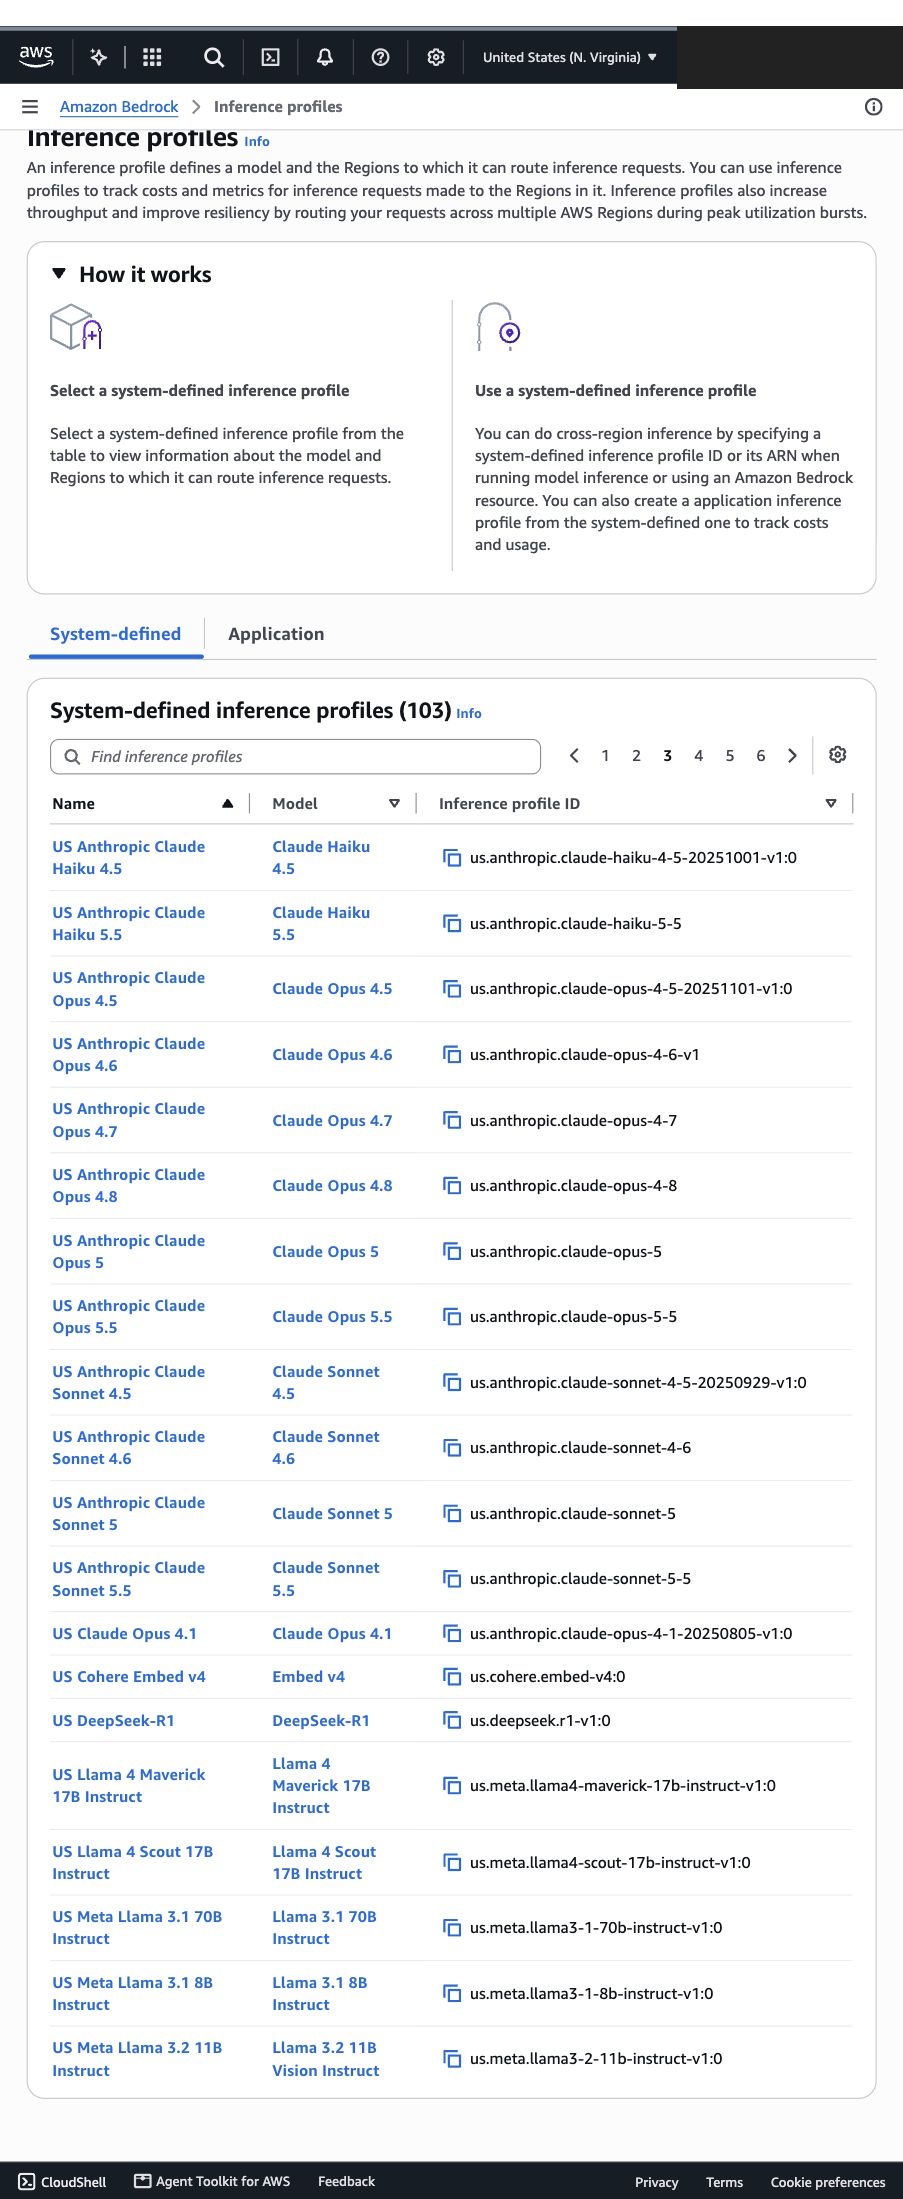 aws
United States (N. Virginia) ▼
Amazon Bedrock > Inference profiles
Inference profiles Info
An inference profile defines a model and the Regions to which it can route inference requests. You can use inference
profiles to track costs and metrics for inference requests made to the Regions in it. Inference profiles also increase
throughput and improve resiliency by routing your requests across multiple AWS Regions during peak utilization bursts.
▼ How it works
Select a system-defined inference profile
Select a system-defined inference profile from the
table to view information about the model and
Regions to which it can route inference requests.
Use a system-defined inference profile
You can do cross-region inference by specifying a
system-defined inference profile ID or its ARN when
running model inference or using an Amazon Bedrock
resource. You can also create a application inference
profile from the system-defined one to track costs
and usage.
System-defined
Application
System-defined inference profiles (103) Info
Find inference profiles
1 2 3 4 5 6
Name
Model
Inference profile ID
US Anthropic Claude
Haiku 4.5
Claude Haiku
4.5
us.anthropic.claude-haiku-4-5-20251001-v1:0
US Anthropic Claude
Haiku 5.5
Claude Haiku
5.5
us.anthropic.claude-haiku-5-5
US Anthropic Claude
Opus 4.5
Claude Opus 4.5
us.anthropic.claude-opus-4-5-20251101-v1:0
US Anthropic Claude
Opus 4.6
Claude Opus 4.6
us.anthropic.claude-opus-4-6-v1
US Anthropic Claude
Opus 4.7
Claude Opus 4.7
us.anthropic.claude-opus-4-7
US Anthropic Claude
Opus 4.8
Claude Opus 4.8
us.anthropic.claude-opus-4-8
US Anthropic Claude
Opus 5
Claude Opus 5
us.anthropic.claude-opus-5
US Anthropic Claude
Opus 5.5
Claude Opus 5.5
us.anthropic.claude-opus-5-5
US Anthropic Claude
Sonnet 4.5
Claude Sonnet
4.5
us.anthropic.claude-sonnet-4-5-20250929-v1:0
US Anthropic Claude
Sonnet 4.6
Claude Sonnet
4.6
us.anthropic.claude-sonnet-4-6
US Anthropic Claude
Sonnet 5
Claude Sonnet 5
us.anthropic.claude-sonnet-5
US Anthropic Claude
Sonnet 5.5
Claude Sonnet
5.5
us.anthropic.claude-sonnet-5-5
US Claude Opus 4.1
Claude Opus 4.1
us.anthropic.claude-opus-4-1-20250805-v1:0
US Cohere Embed v4
Embed v4
us.cohere.embed-v4:0
US DeepSeek-R1
DeepSeek-R1
us.deepseek.r1-v1:0
US Llama 4 Maverick
17B Instruct
Llama 4
Maverick 17B
Instruct
us.meta.llama4-maverick-17b-instruct-v1:0
US Llama 4 Scout 17B
Instruct
Llama 4 Scout
17B Instruct
us.meta.llama4-scout-17b-instruct-v1:0
US Meta Llama 3.1 70B
Instruct
Llama 3.1 70B
Instruct
us.meta.llama3-1-70b-instruct-v1:0
US Meta Llama 3.1 8B
Instruct
Llama 3.1 8B
Instruct
us.meta.llama3-1-8b-instruct-v1:0
US Meta Llama 3.2 11B
Instruct
Llama 3.2 11B
Vision Instruct
us.meta.llama3-2-11b-instruct-v1:0
CloudShell
Agent Toolkit for AWS
Feedback
Privacy
Terms
Cookie preferences